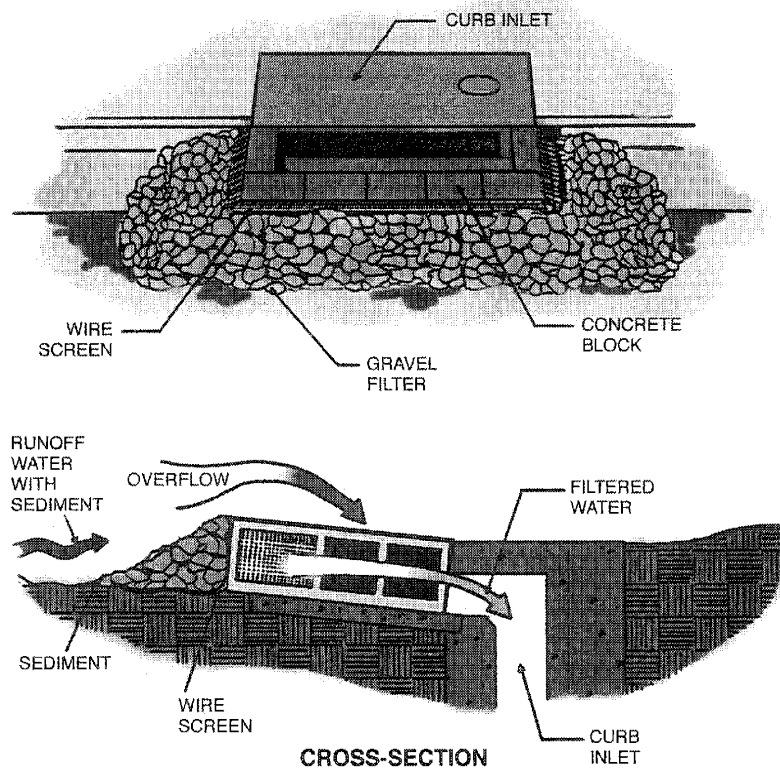 CURB INLET
WIRE
SCREEN
GRAVEL
FILTER
CONCRETE
BLOCK
RUNOFF
WATER
WITH
SEDIMENT
OVERFLOW
FILTERED
WATER
SEDIMENT
WIRE
SCREEN
CURB
INLET
CROSS-SECTION